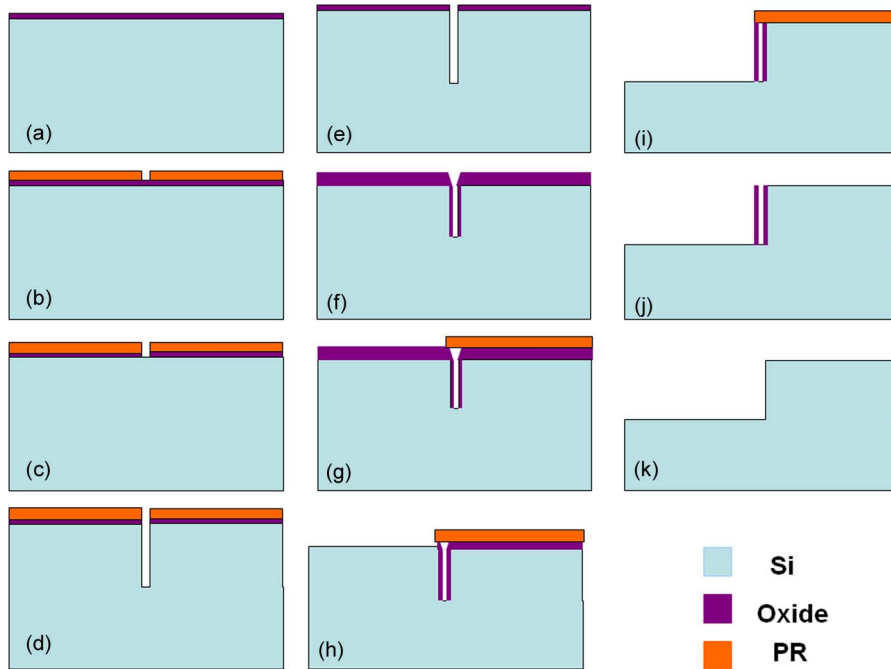 (a)
(b)
(c)
(d)
(e)
(f)
(g)
(h)
(i)
(j)
(k)
Si
Oxide
PR